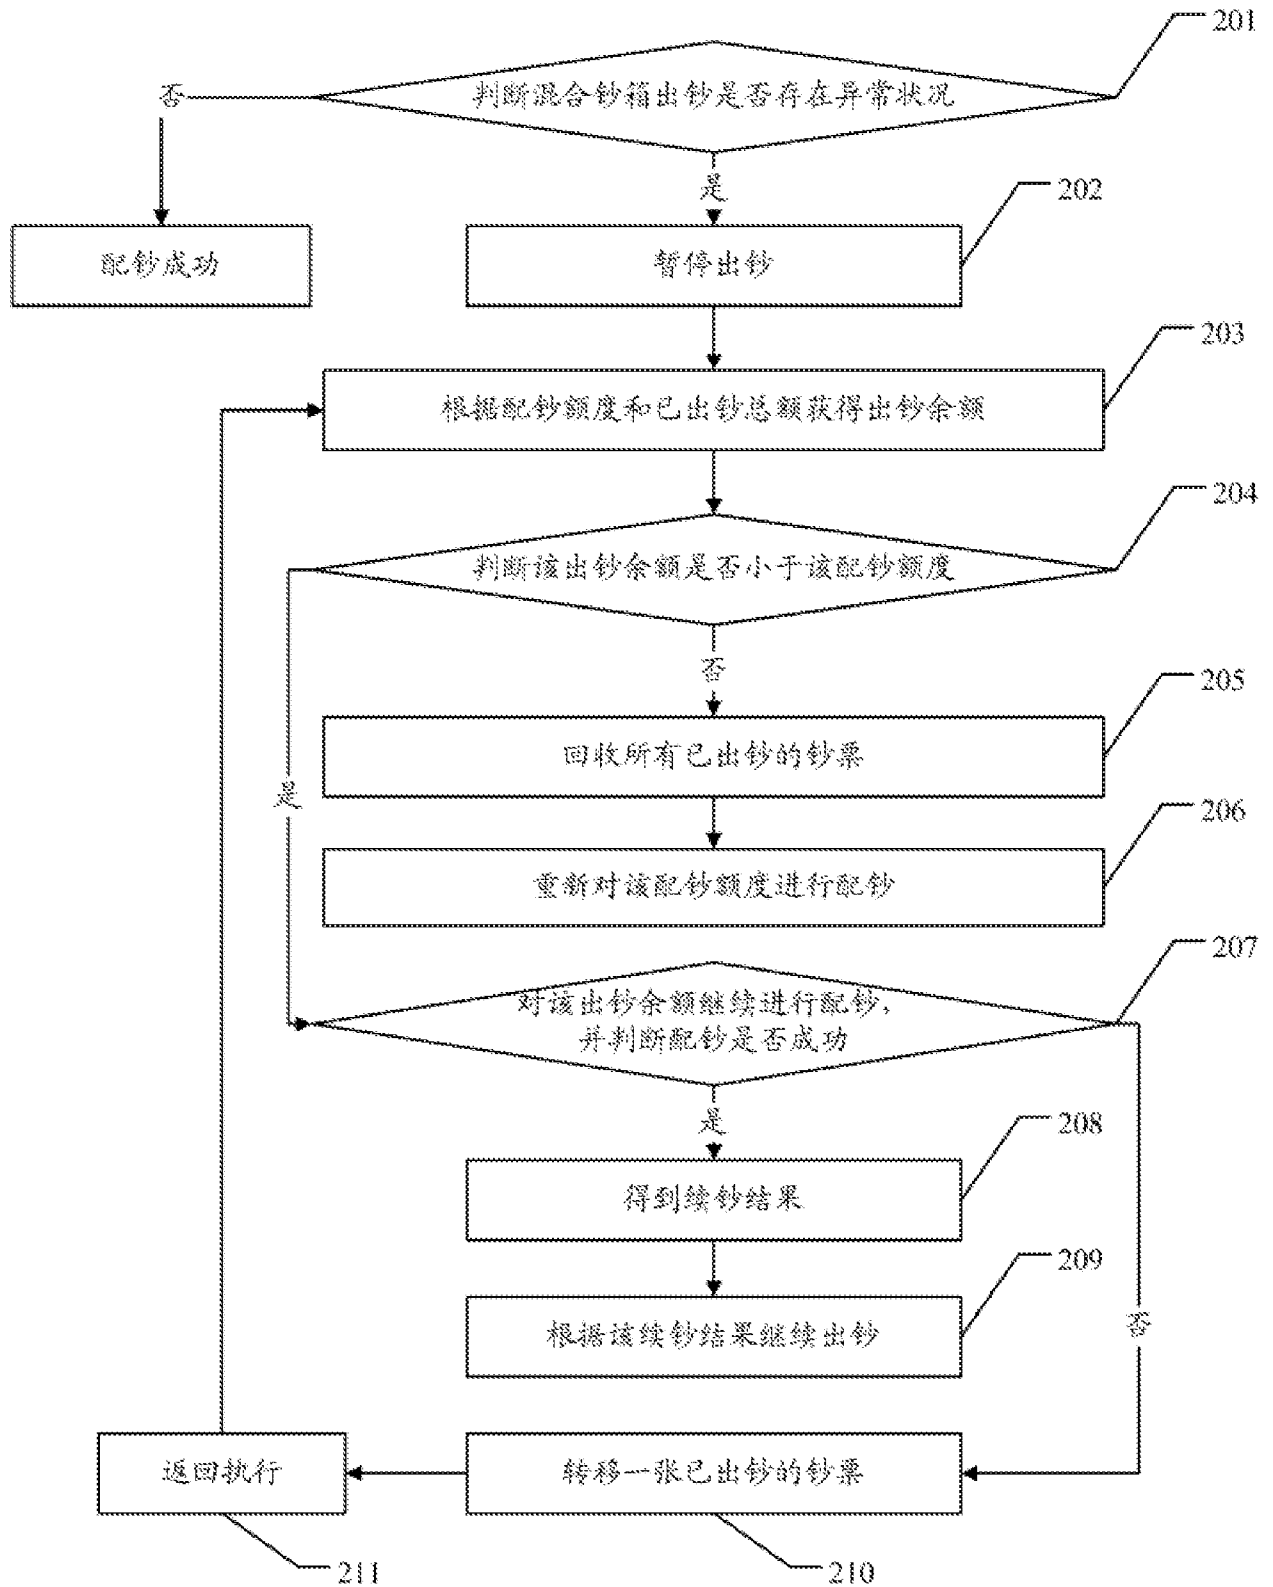 201
判断混合钞箱出钞是否存在异常状况
否
是
202
配钞成功
暂停出钞
203
根据配钞额度和已出钞总额获得出钞余额
204
判断该出钞余额是否小于该配钞额度
否
205
回收所有已出钞的钞票
是
206
重新对该配钞额度进行配钞
207
对该出钞余额继续进行配钞,
并判断配钞是否成功
是
208
得到续钞结果
209
根据该续钞结果继续出钞
否
返回执行
转移一张已出钞的钞票
211
210